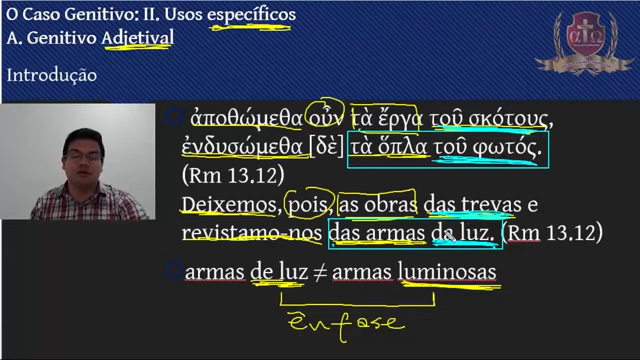 O Caso Genitivo: II. Usos específicos
A. Genitivo Adjetival
Introdução
α Ω
ἀποθώμεθα οὖν τὰ ἔργα τοῦ σκότους,
ἐνδυσώμεθα [δὲ] τὰ ὅπλα τοῦ φωτός.
(Rm 13.12)
Deixemos, pois, as obras das trevas e
revistamo-nos das armas da luz. (Rm 13.12)
armas de luz ≠ armas luminosas
ênfase